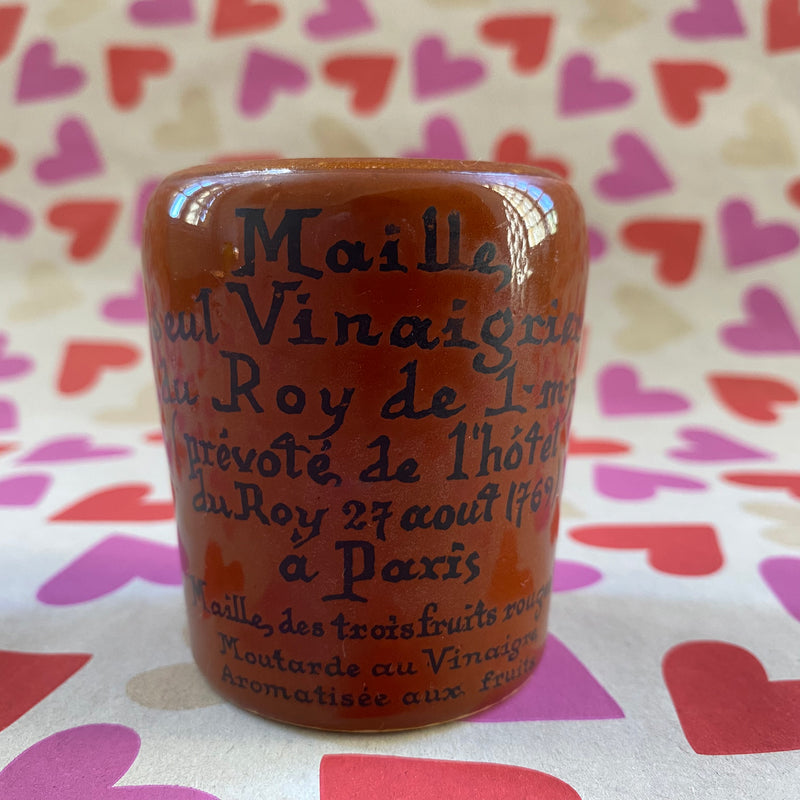 Maille,
seul Vinaigrier
du Roy de l·m·
(prévoté, de l'hótel
du Roy 27 aout 1769)
á Paris
Maille, des trois fruits rouges
Moutarde au Vinaigre
Aromatisée aux fruits